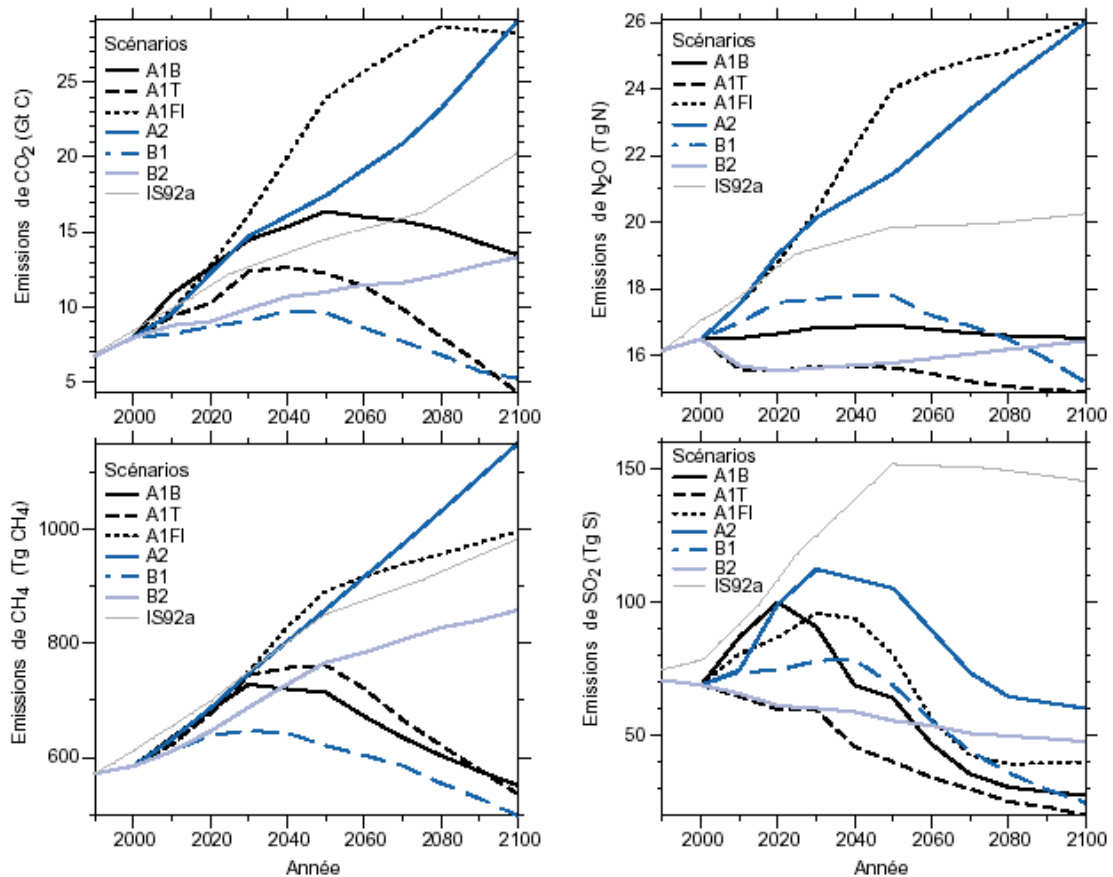 Emissions de CO2 (Gt C)
25
20
15
10
5
Scénarios
A1B
A1T
A1FI
A2
B1
B2
IS92a
2000 2020 2040 2060 2080 2100
Emissions de N2O (Tg N)
26
24
22
20
18
16
Scénarios
A1B
A1T
A1FI
A2
B1
B2
IS92a
2000 2020 2040 2060 2080 2100
Emissions de CH4 (Tg CH4)
1000
800
600
Scénarios
A1B
A1T
A1FI
A2
B1
B2
IS92a
2000 2020 2040 2060 2080 2100
Année
Emissions de SO2 (Tg S)
150
100
50
Scénarios
A1B
A1T
A1FI
A2
B1
B2
IS92a
2000 2020 2040 2060 2080 2100
Année